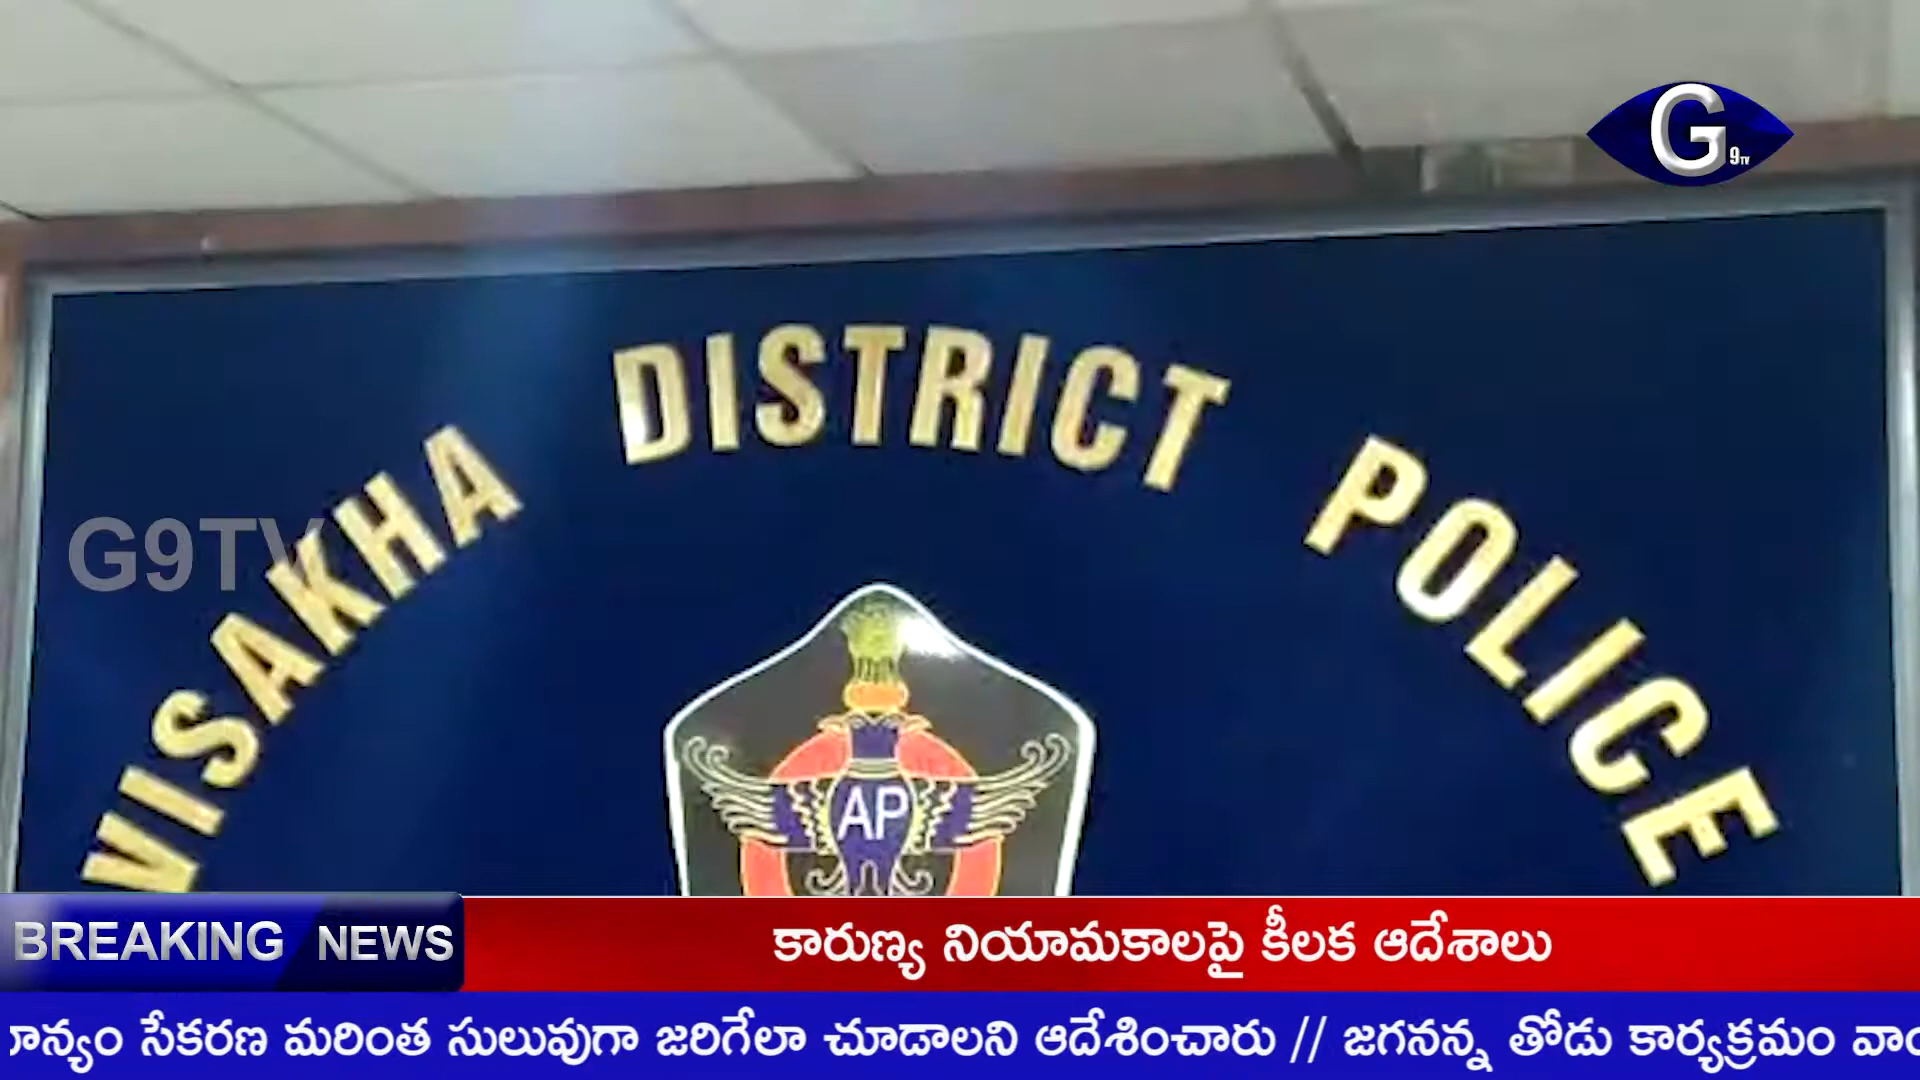 G 9TV
VISAKHA DISTRICT POLICE
G9TV
AP
BREAKING NEWS
కారుణ్య నియామకాలపై కీలక ఆదేశాలు
సేకరణ మరింత సులువుగా జరిగేలా చూడాలని ఆదేశించారు // జగనన్న తోడు కార్యక్రమం